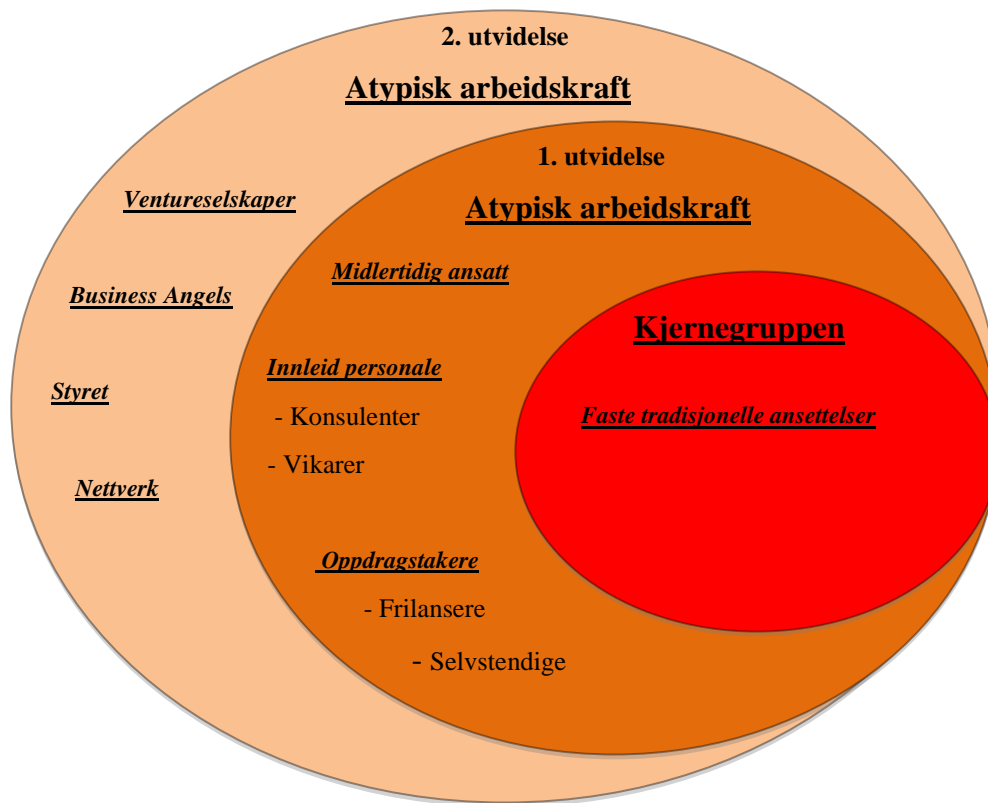 2. utvidelse
Atypisk arbeidskraft
1. utvidelse
Atypisk arbeidskraft
Ventureselskaper
Business Angels
Styret
Nettverk
Midlertidig ansatt
Innleid personale
- Konsulenter
- Vikarer
Oppdragstakere
- Frilansere
- Selvstendige
Kjernegruppen
Faste tradisjonelle ansettelser